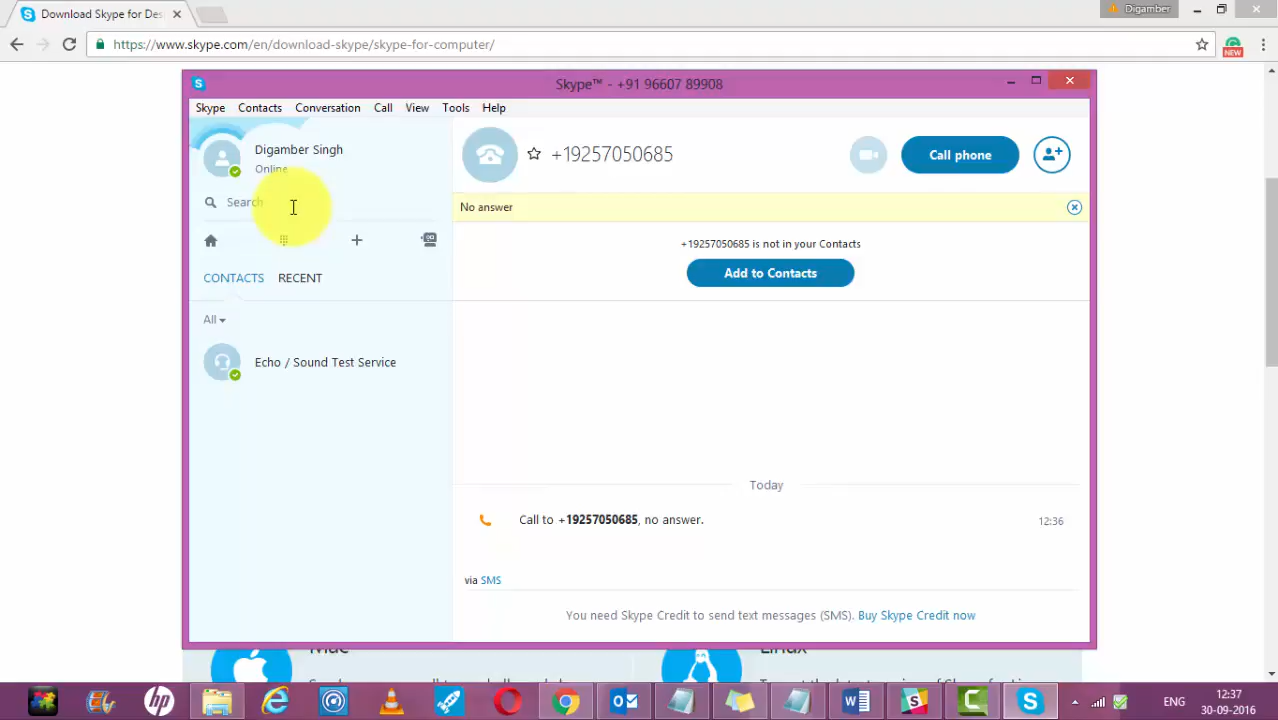 Download Skype for Des
Digamber
https://www.skype.com/en/download-skype/skype-for-computer/
NEW
Skype™ - +91 96607 89908
Skype Contacts Conversation Call View Tools Help
Digamber Singh
Online
Search
+19257050685
Call phone
No answer
+19257050685 is not in your Contacts
Add to Contacts
CONTACTS RECENT
All
Echo / Sound Test Service
Today
Call to +19257050685, no answer.
12:36
via SMS
You need Skype Credit to send text messages (SMS). Buy Skype Credit now
Mac
Linux
ENG
12:37
30-09-2016